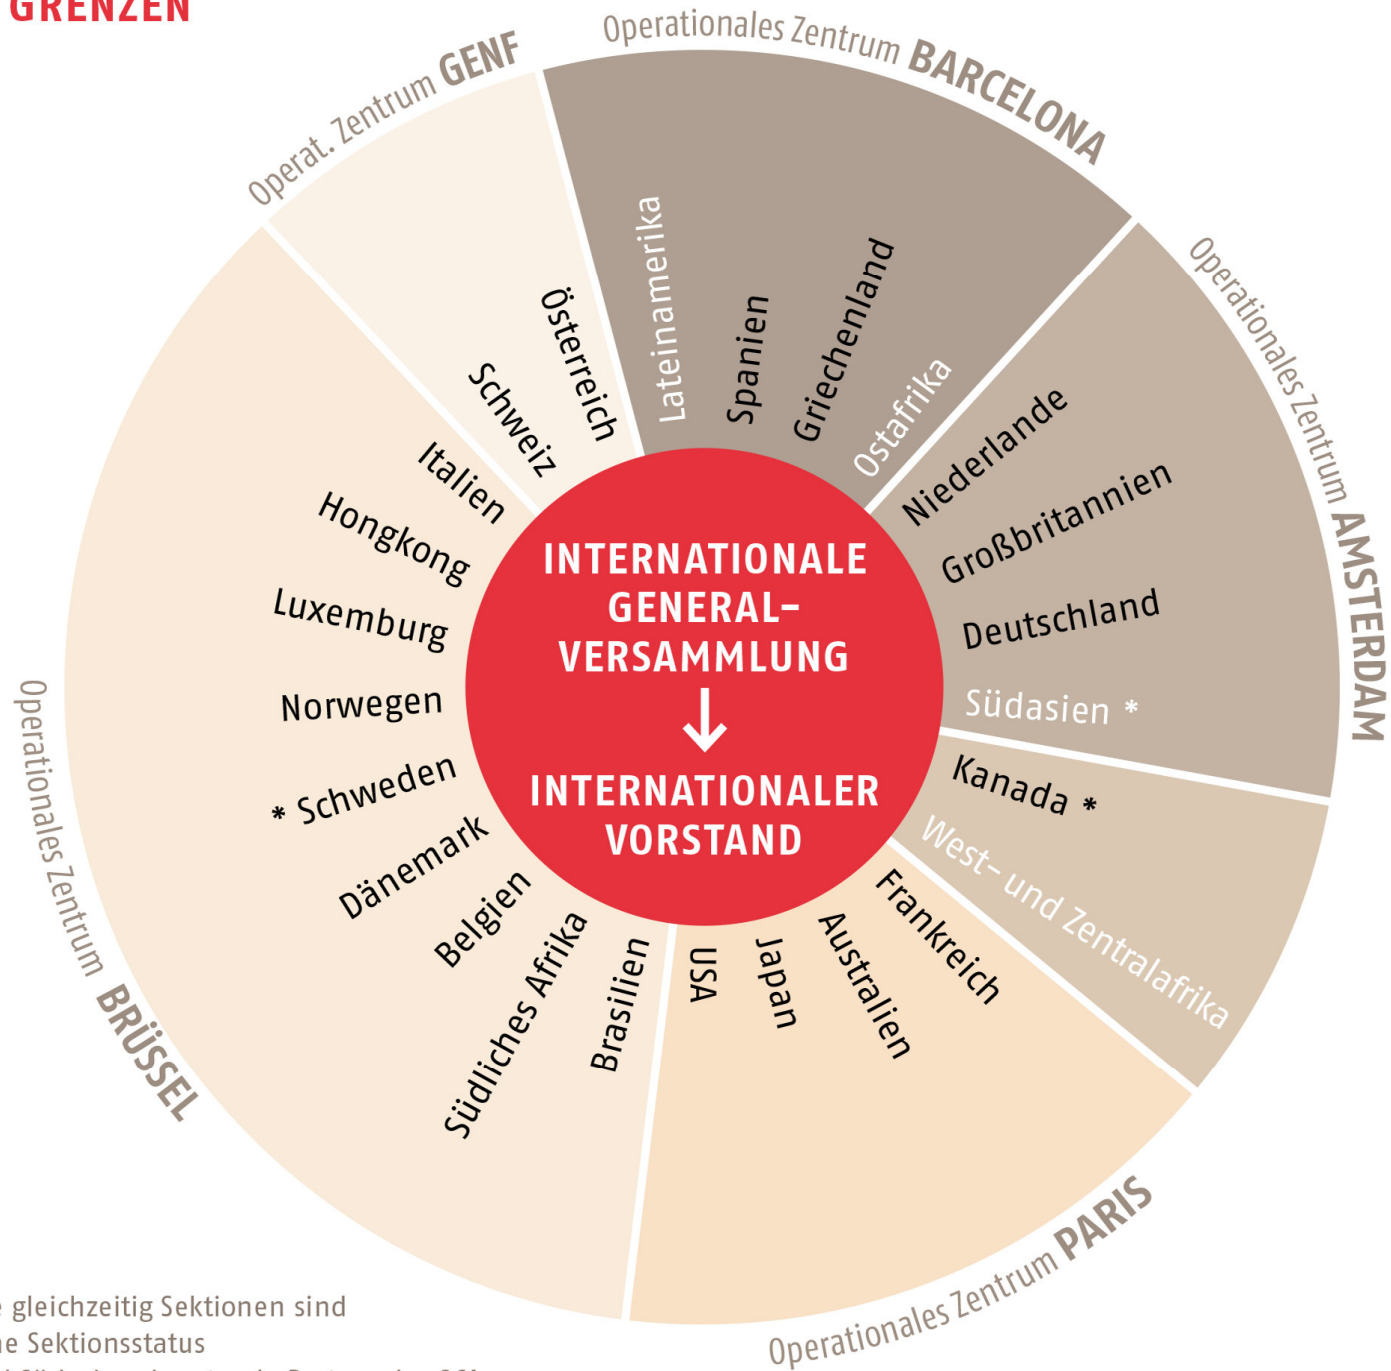 GRENZEN
Operat. Zentrum GENF
Operationales Zentrum BARCELONA
Operationales Zentrum AMSTERDAM
Operationales Zentrum PARIS
Operationales Zentrum BRÜSSEL
Österreich
Schweiz
Lateinamerika
Spanien
Griechenland
Ostafrika
Niederlande
Großbritannien
Deutschland
Südasien *
Kanada *
West- und Zentralafrika
Frankreich
Australien
Japan
USA
Brasilien
Südliches Afrika
Belgien
Dänemark
* Schweden
Norwegen
Luxemburg
Hongkong
Italien
INTERNATIONALE
GENERAL-
VERSAMMLUNG
INTERNATIONALER
VORSTAND
gleichzeitig Sektionen sind
Sektionsstatus